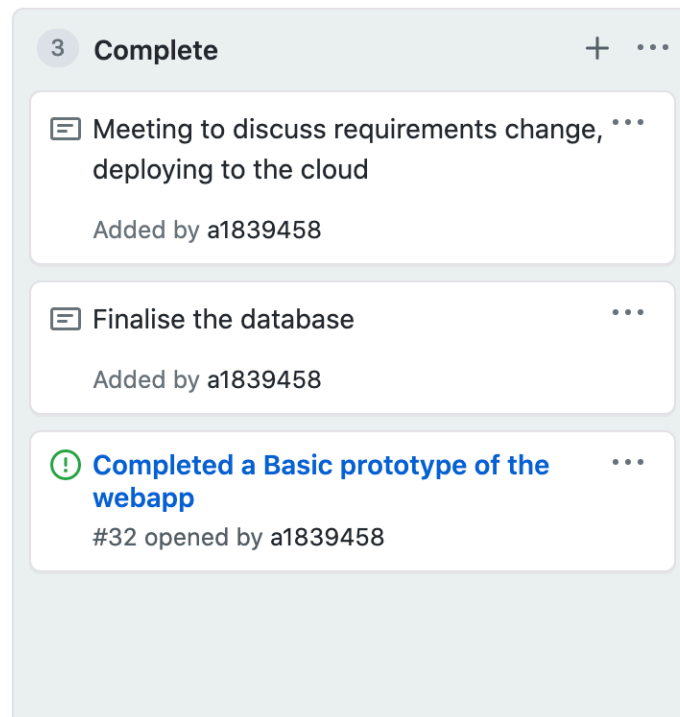 3 Complete
Meeting to discuss requirements change,
deploying to the cloud
Added by a1839458
Finalise the database
Added by a1839458
Completed a Basic prototype of the
webapp
#32 opened by a1839458